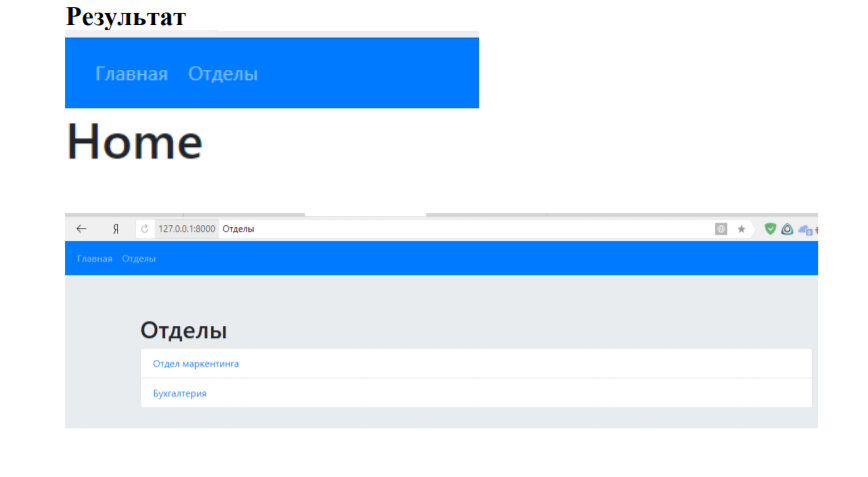 Результат
Главная Отделы
Home
Я 127.0.0.1:8000 Отделы
Главная Отделы
Отделы
Отдел маркентинга
Бухгалтерия